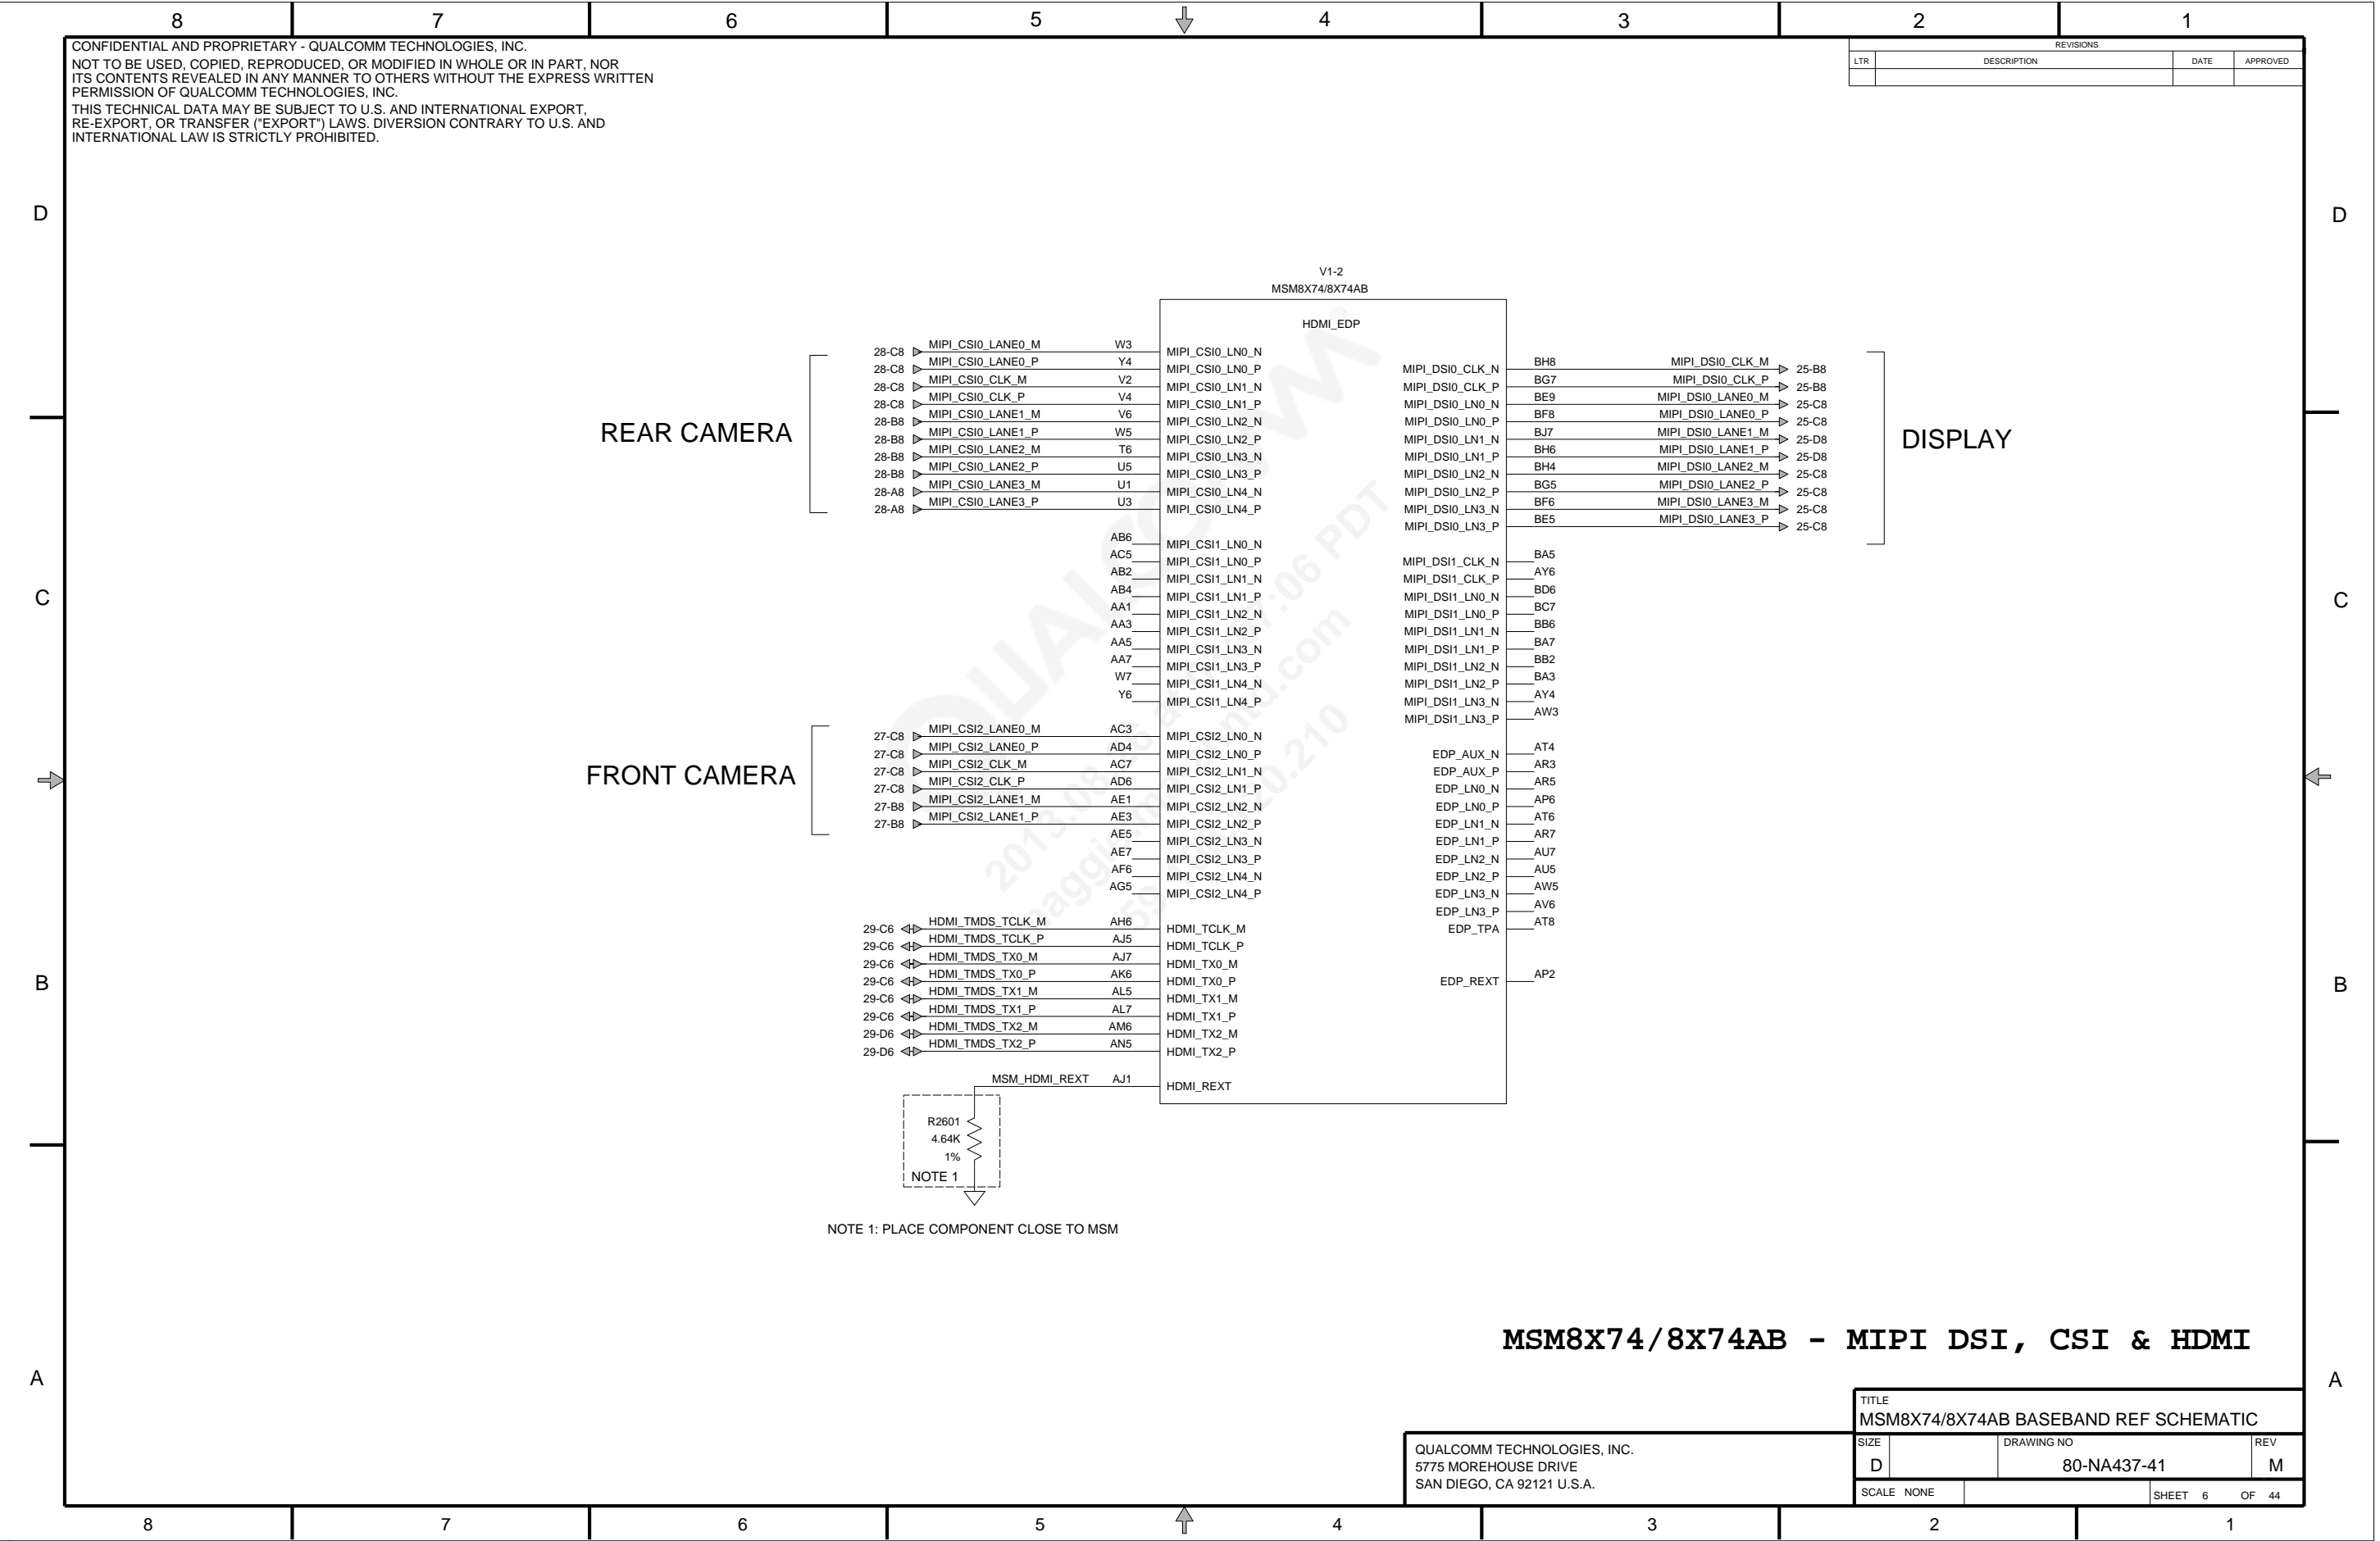 8 7 6 5 4 3 2 1
CONFIDENTIAL AND PROPRIETARY - QUALCOMM TECHNOLOGIES, INC.
NOT TO BE USED, COPIED, REPRODUCED, OR MODIFIED IN WHOLE OR IN PART, NOR
ITS CONTENTS REVEALED IN ANY MANNER TO OTHERS WITHOUT THE EXPRESS WRITTEN
PERMISSION OF QUALCOMM TECHNOLOGIES, INC.
THIS TECHNICAL DATA MAY BE SUBJECT TO U.S. AND INTERNATIONAL EXPORT,
RE-EXPORT, OR TRANSFER ("EXPORT") LAWS. DIVERSION CONTRARY TO U.S. AND
INTERNATIONAL LAW IS STRICTLY PROHIBITED.
REVISIONS
LTR DESCRIPTION DATE APPROVED
D D
V1-2
MSM8X74/8X74AB
HDMI_EDP
REAR CAMERA
28-C8 MIPI_CSI0_LANE0_M W3 MIPI_CSI0_LN0_N
28-C8 MIPI_CSI0_LANE0_P Y4 MIPI_CSI0_LN0_P
28-C8 MIPI_CSI0_CLK_M V2 MIPI_CSI0_LN1_N
28-C8 MIPI_CSI0_CLK_P V4 MIPI_CSI0_LN1_P
28-B8 MIPI_CSI0_LANE1_M V6 MIPI_CSI0_LN2_N
28-B8 MIPI_CSI0_LANE1_P W5 MIPI_CSI0_LN2_P
28-B8 MIPI_CSI0_LANE2_M T6 MIPI_CSI0_LN3_N
28-B8 MIPI_CSI0_LANE2_P U5 MIPI_CSI0_LN3_P
28-A8 MIPI_CSI0_LANE3_M U1 MIPI_CSI0_LN4_N
28-A8 MIPI_CSI0_LANE3_P U3 MIPI_CSI0_LN4_P
AB6 MIPI_CSI1_LN0_N
AC5 MIPI_CSI1_LN0_P
AB2 MIPI_CSI1_LN1_N
AB4 MIPI_CSI1_LN1_P
AA1 MIPI_CSI1_LN2_N
AA3 MIPI_CSI1_LN2_P
AA5 MIPI_CSI1_LN3_N
AA7 MIPI_CSI1_LN3_P
W7 MIPI_CSI1_LN4_N
Y6 MIPI_CSI1_LN4_P
FRONT CAMERA
27-C8 MIPI_CSI2_LANE0_M AC3 MIPI_CSI2_LN0_N
27-C8 MIPI_CSI2_LANE0_P AD4 MIPI_CSI2_LN0_P
27-C8 MIPI_CSI2_CLK_M AC7 MIPI_CSI2_LN1_N
27-C8 MIPI_CSI2_CLK_P AD6 MIPI_CSI2_LN1_P
27-B8 MIPI_CSI2_LANE1_M AE1 MIPI_CSI2_LN2_N
27-B8 MIPI_CSI2_LANE1_P AE3 MIPI_CSI2_LN2_P
AE5 MIPI_CSI2_LN3_N
AE7 MIPI_CSI2_LN3_P
AF6 MIPI_CSI2_LN4_N
AG5 MIPI_CSI2_LN4_P
29-C6 HDMI_TMDS_TCLK_M AH6 HDMI_TCLK_M
29-C6 HDMI_TMDS_TCLK_P AJ5 HDMI_TCLK_P
29-C6 HDMI_TMDS_TX0_M AJ7 HDMI_TX0_M
29-C6 HDMI_TMDS_TX0_P AK6 HDMI_TX0_P
29-C6 HDMI_TMDS_TX1_M AL5 HDMI_TX1_M
29-C6 HDMI_TMDS_TX1_P AL7 HDMI_TX1_P
29-D6 HDMI_TMDS_TX2_M AM6 HDMI_TX2_M
29-D6 HDMI_TMDS_TX2_P AN5 HDMI_TX2_P
MSM_HDMI_REXT AJ1 HDMI_REXT
R2601
4.64K
1%
NOTE 1
NOTE 1: PLACE COMPONENT CLOSE TO MSM
MIPI_DSI0_CLK_N BH8 MIPI_DSI0_CLK_M 25-B8
MIPI_DSI0_CLK_P BG7 MIPI_DSI0_CLK_P 25-B8
MIPI_DSI0_LN0_N BE9 MIPI_DSI0_LANE0_M 25-C8
MIPI_DSI0_LN0_P BF8 MIPI_DSI0_LANE0_P 25-C8
MIPI_DSI0_LN1_N BJ7 MIPI_DSI0_LANE1_M 25-D8
MIPI_DSI0_LN1_P BH6 MIPI_DSI0_LANE1_P 25-D8
MIPI_DSI0_LN2_N BH4 MIPI_DSI0_LANE2_M 25-C8
MIPI_DSI0_LN2_P BG5 MIPI_DSI0_LANE2_P 25-C8
MIPI_DSI0_LN3_N BF6 MIPI_DSI0_LANE3_M 25-C8
MIPI_DSI0_LN3_P BE5 MIPI_DSI0_LANE3_P 25-C8
DISPLAY
MIPI_DSI1_CLK_N BA5
MIPI_DSI1_CLK_P AY6
MIPI_DSI1_LN0_N BD6
MIPI_DSI1_LN0_P BC7
MIPI_DSI1_LN1_N BB6
MIPI_DSI1_LN1_P BA7
MIPI_DSI1_LN2_N BB2
MIPI_DSI1_LN2_P BA3
MIPI_DSI1_LN3_N AY4
MIPI_DSI1_LN3_P AW3
EDP_AUX_N AT4
EDP_AUX_P AR3
EDP_LN0_N AR5
EDP_LN0_P AP6
EDP_LN1_N AT6
EDP_LN1_P AR7
EDP_LN2_N AU7
EDP_LN2_P AU5
EDP_LN3_N AW5
EDP_LN3_P AV6
EDP_TPA AT8
EDP_REXT AP2
QUALCOMM
C C
B B
A A
MSM8X74/8X74AB - MIPI DSI, CSI & HDMI
QUALCOMM TECHNOLOGIES, INC.
5775 MOREHOUSE DRIVE
SAN DIEGO, CA 92121 U.S.A.
TITLE
MSM8X74/8X74AB BASEBAND REF SCHEMATIC
SIZE DRAWING NO REV
D 80-NA437-41 M
SCALE NONE SHEET 6 OF 44
8 7 6 5 4 3 2 1